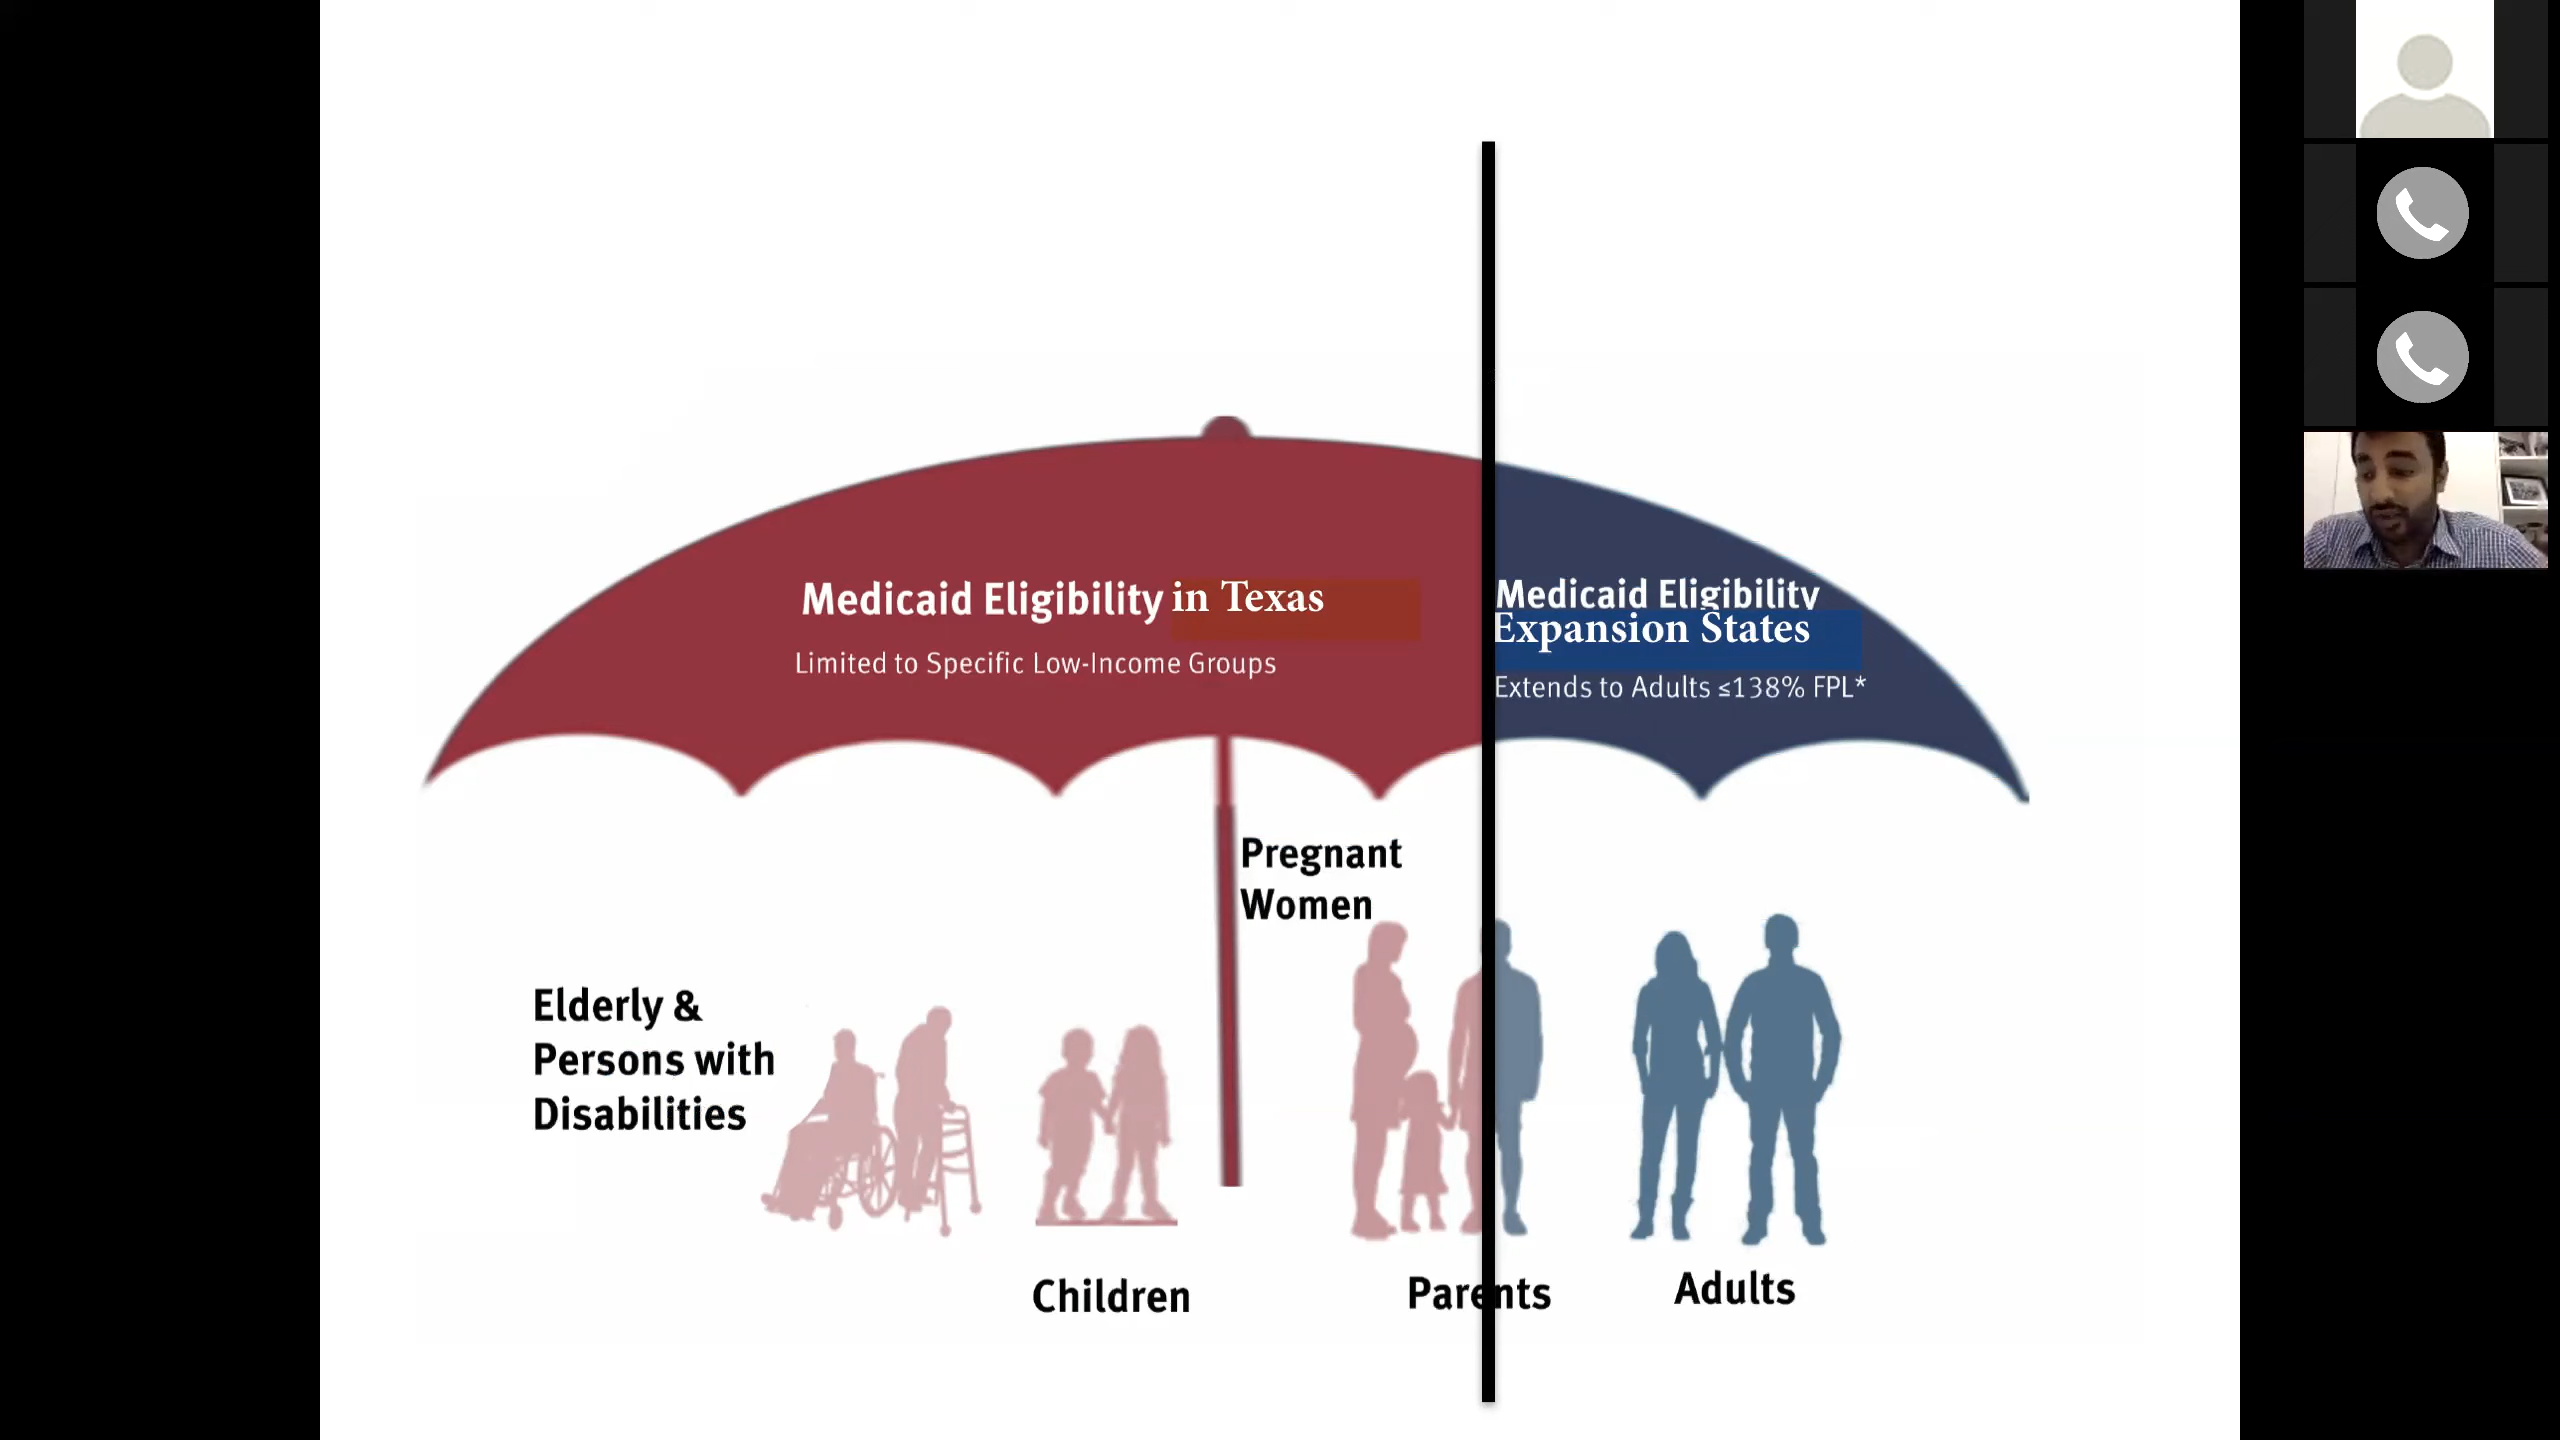 Medicaid Eligibility in Texas
Limited to Specific Low-Income Groups
Medicaid Eligibility
Expansion States
Extends to Adults ≤138% FPL*
Pregnant
Women
Elderly &
Persons with
Disabilities
Children
Parents
Adults